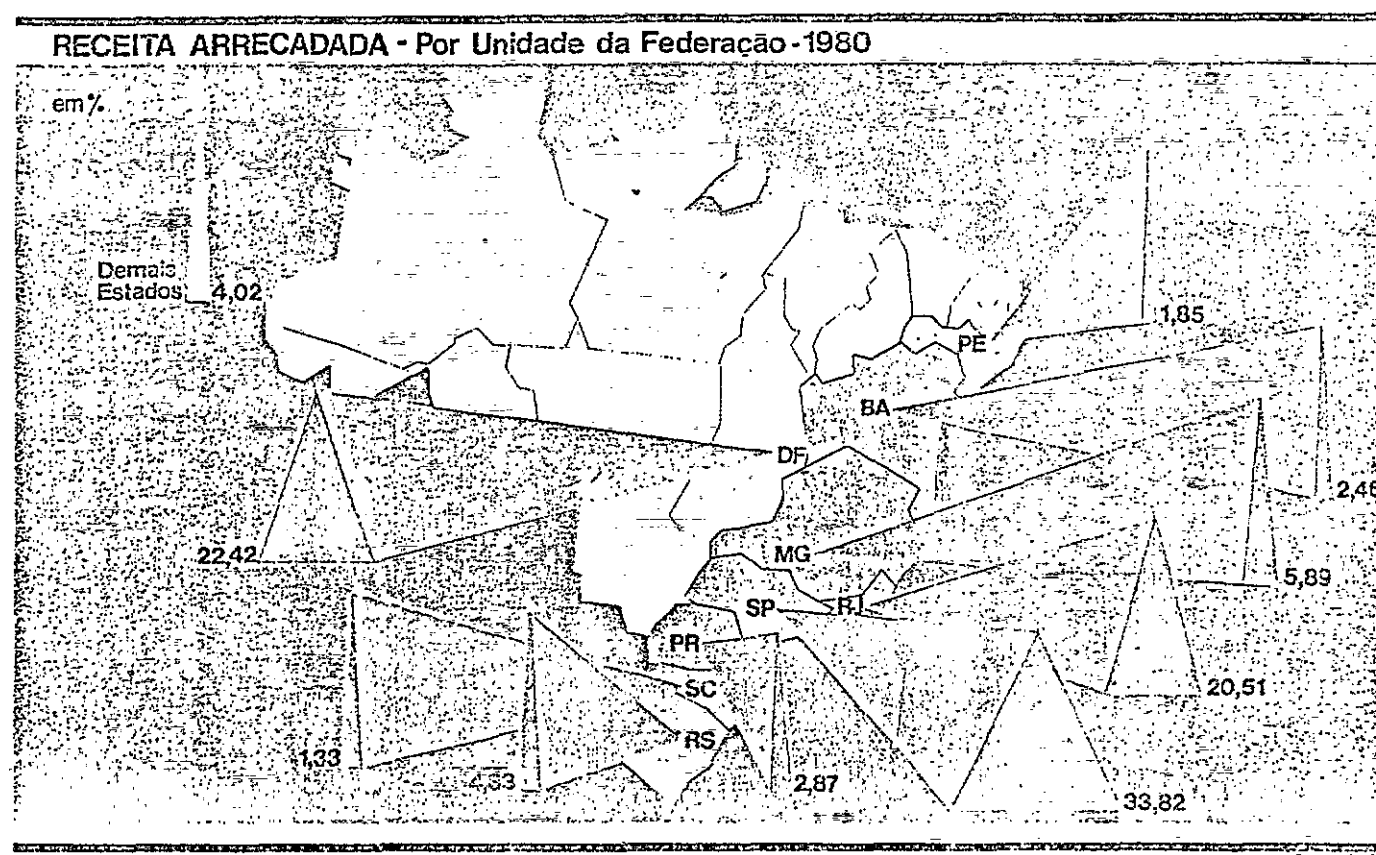 RECEITA ARRECADADA - Por Unidade da Federação - 1980
em %
Demais
Estados 4,02
1,85
PE
BA
DF
2,46
22,42
MG
5,89
SP
RJ
PR
SC
20,51
RS
1,33
4,33
2,87
33,82